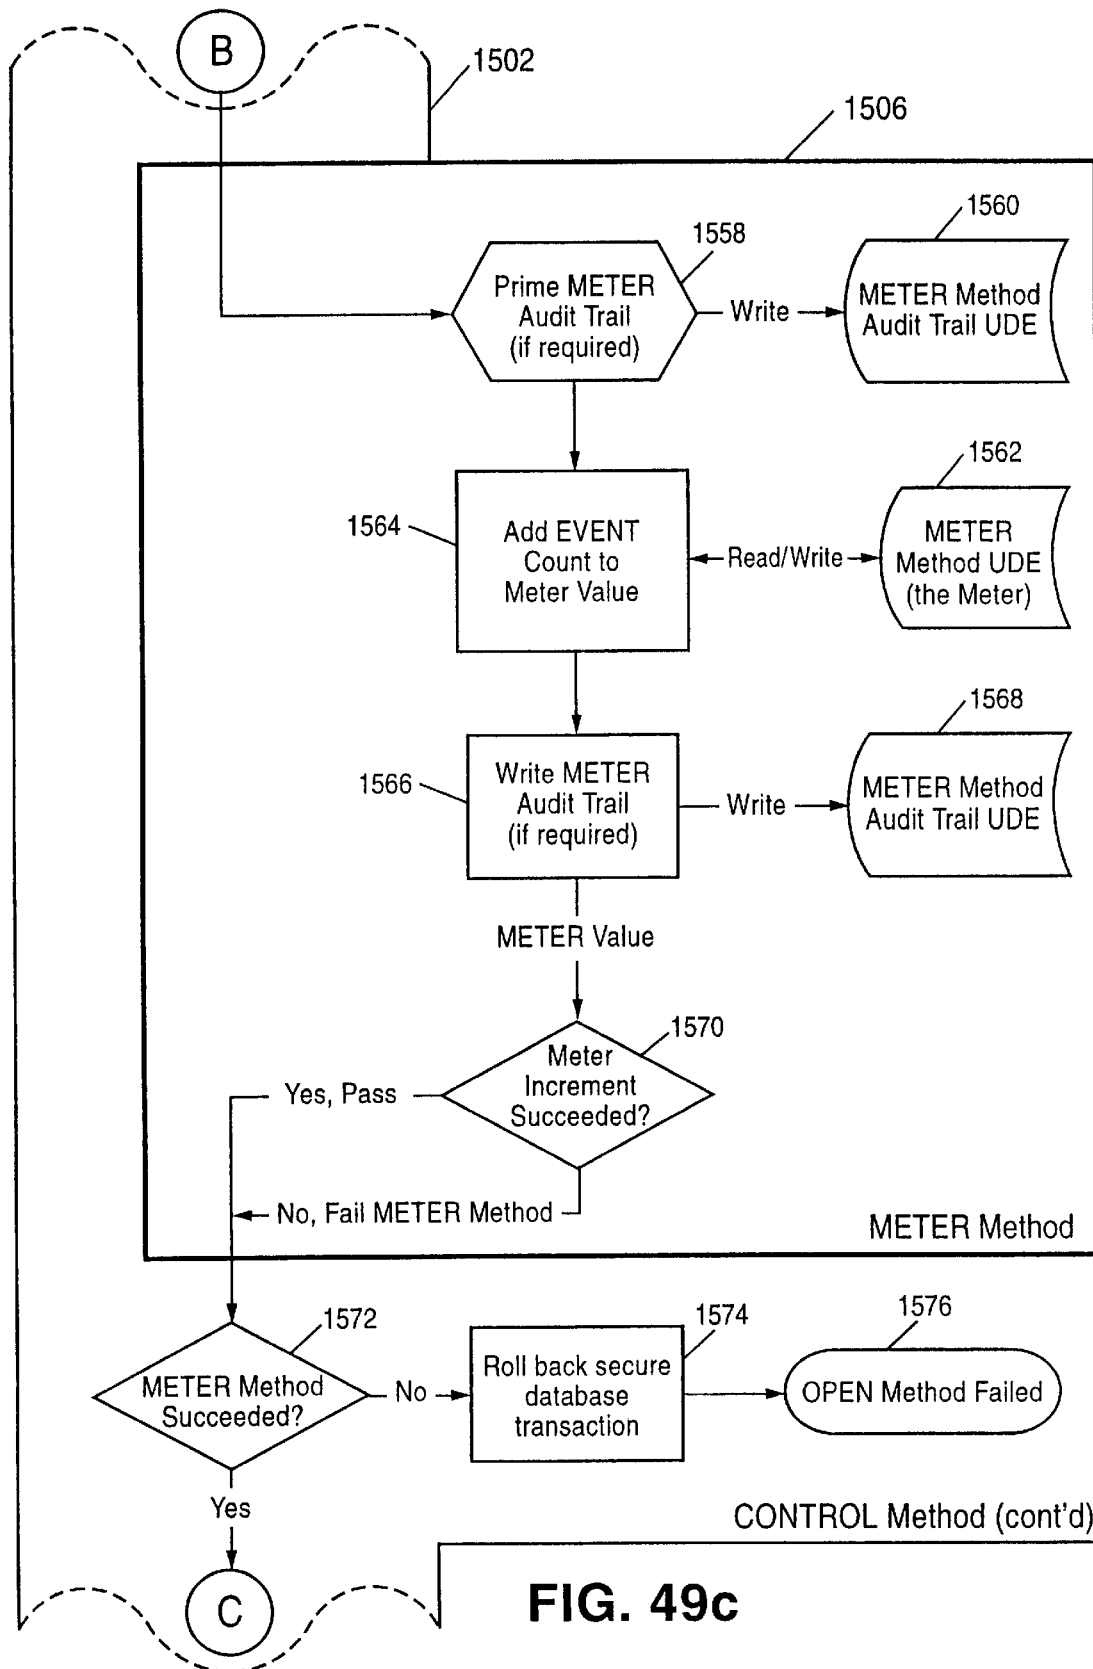 B
1502
1506
1558
1560
Prime METER
Audit Trail
(if required)
Write
METER Method
Audit Trail UDE
1562
1564
Add EVENT
Count to
Meter Value
Read/Write
METER
Method UDE
(the Meter)
1568
1566
Write METER
Audit Trail
(if required)
Write
METER Method
Audit Trail UDE
METER Value
1570
Meter
Increment
Succeeded?
Yes, Pass
No, Fail METER Method
METER Method
1572
METER Method
Succeeded?
No
1574
Roll back secure
database
transaction
1576
OPEN Method Failed
Yes
CONTROL Method (cont'd)
C
FIG. 49c